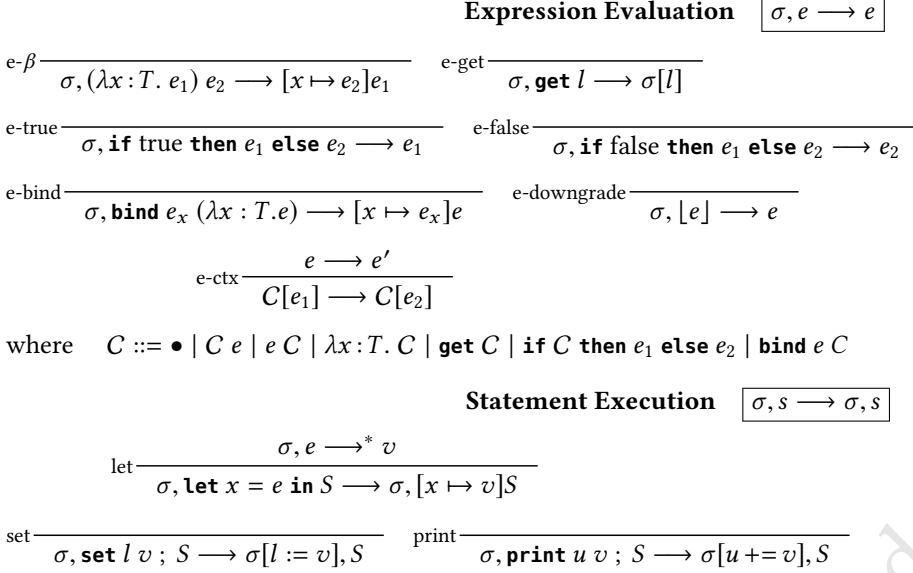 Expression Evaluation σ, e ⟶ e
e-β σ, (λx : T. e₁) e₂ ⟶ [x ↦ e₂]e₁ e-get σ, get l ⟶ σ[l]
e-true σ, if true then e₁ else e₂ ⟶ e₁ e-false σ, if false then e₁ else e₂ ⟶ e₂
e-bind σ, bind eₓ (λx : T.e) ⟶ [x ↦ eₓ]e e-downgrade σ, ⌊e⌋ ⟶ e
e ⟶ e′
e-ctx C[e₁] ⟶ C[e₂]
where C ::= • | C e | e C | λx : T. C | get C | if C then e₁ else e₂ | bind e C
Statement Execution σ, s ⟶ σ, s
σ, e ⟶* v
let σ, let x = e in S ⟶ σ, [x ↦ v]S
set σ, set l v ; S ⟶ σ[l := v], S print σ, print u v ; S ⟶ σ[u += v], S